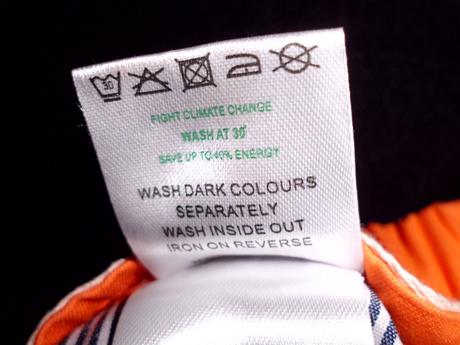 30
FIGHT CLIMATE CHANGE
WASH AT 30°
SAVE UP TO 40% ENERGY
WASH DARK COLOURS
SEPARATELY
WASH INSIDE OUT
IRON ON REVERSE